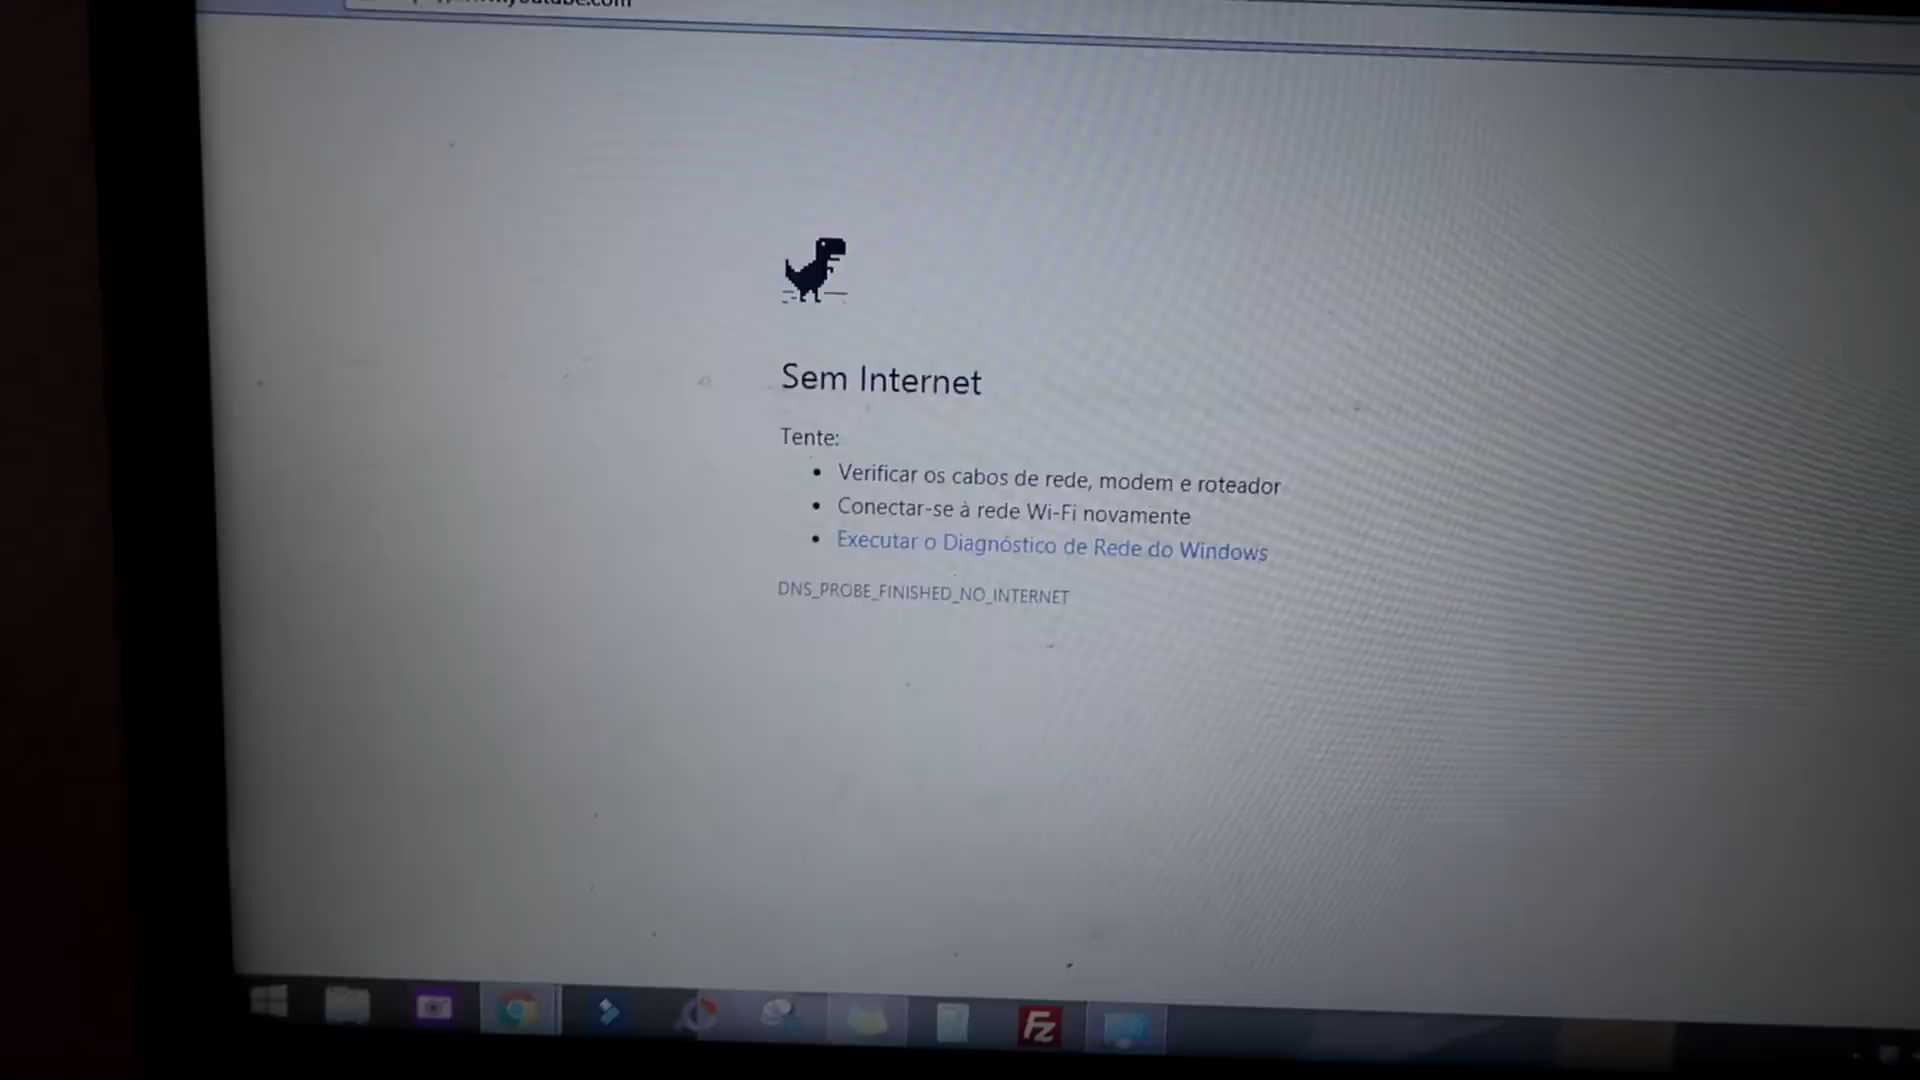 Sem Internet
Tente:
Verificar os cabos de rede, modem e roteador
Conectar-se à rede Wi-Fi novamente
Executar o Diagnóstico de Rede do Windows
DNS_PROBE_FINISHED_NO_INTERNET
Fz